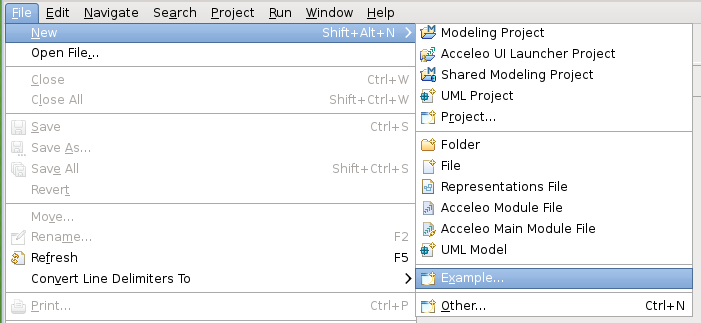 File Edit Navigate Search Project Run Window Help
New Shift+Alt+N
Open File...
Close Ctrl+W
Close All Shift+Ctrl+W
Save Ctrl+S
Save As...
Save All Shift+Ctrl+S
Revert
Move...
Rename... F2
Refresh F5
Convert Line Delimiters To
Print... Ctrl+P
Modeling Project
Acceleo UI Launcher Project
Shared Modeling Project
UML Project
Project...
Folder
File
Representations File
Acceleo Module File
Acceleo Main Module File
UML Model
Example...
Other... Ctrl+N